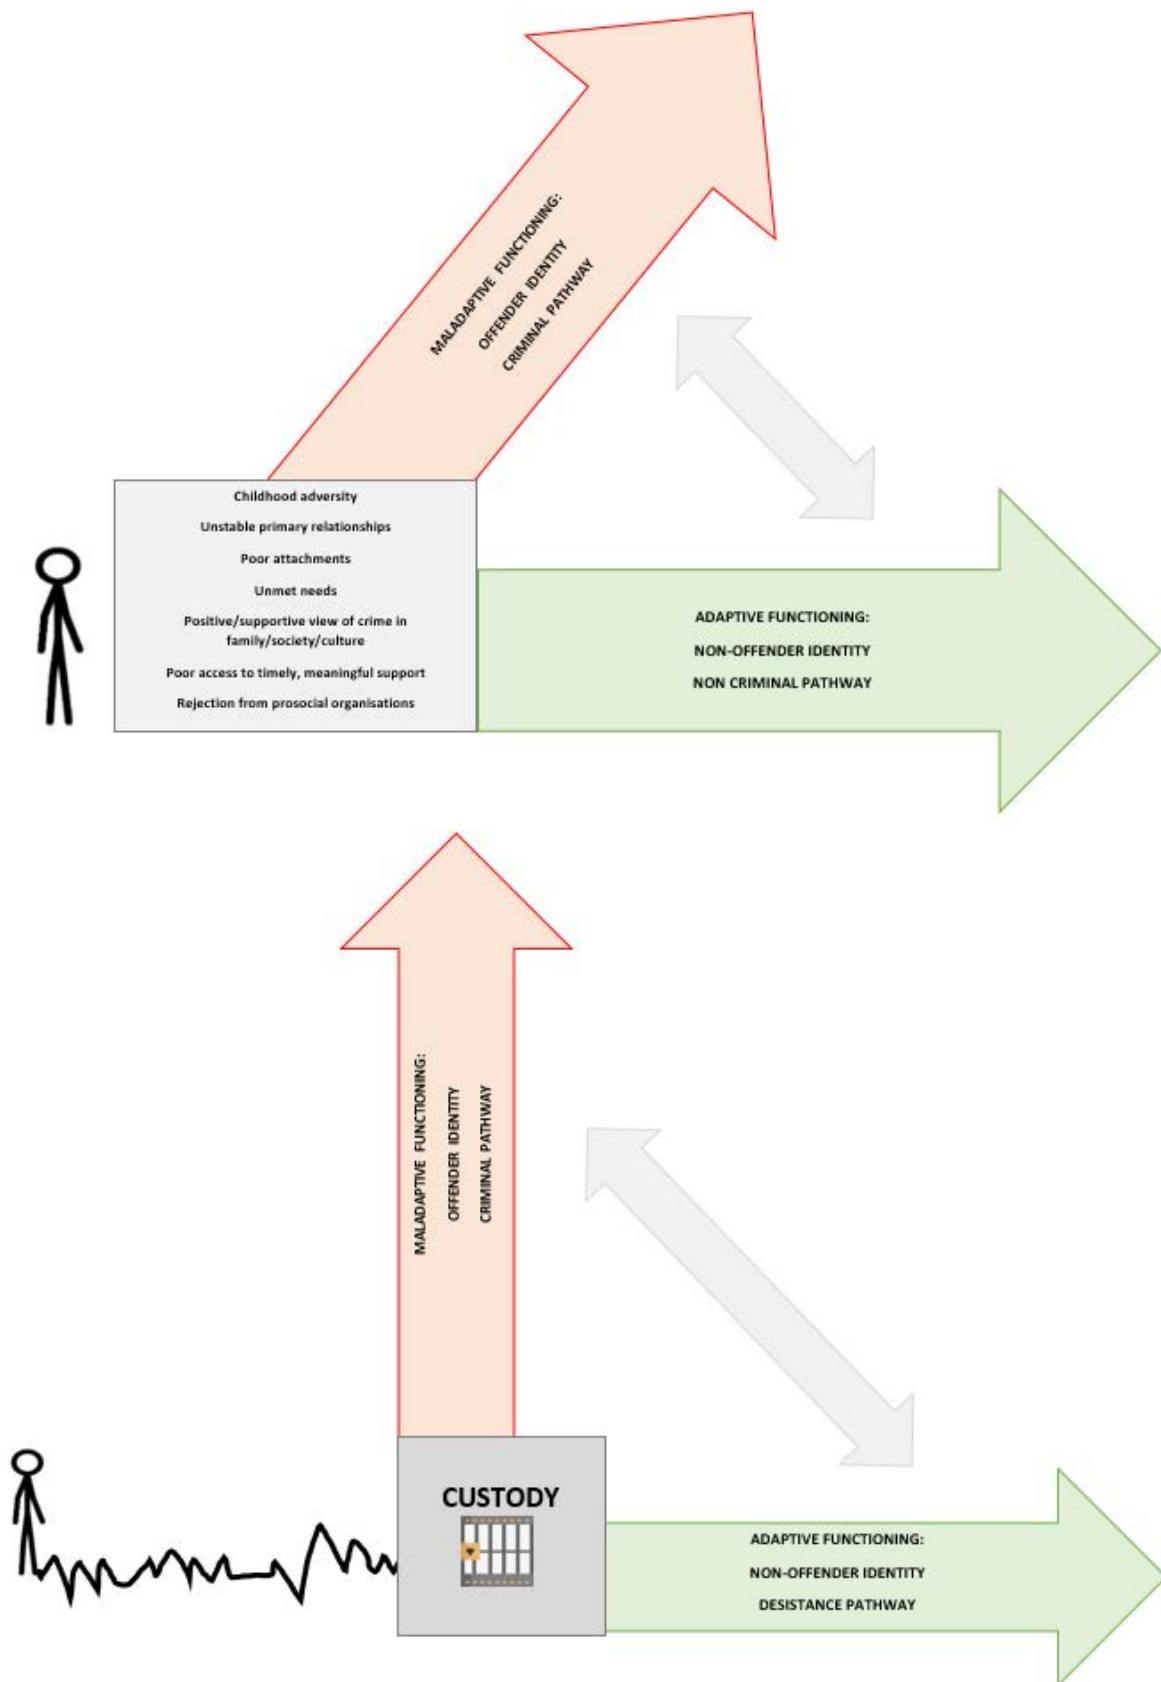 MALADAPTIVE FUNCTIONING:
OFFENDER IDENTITY
CRIMINAL PATHWAY
Childhood adversity
Unstable primary relationships
Poor attachments
Unmet needs
Positive/supportive view of crime in
family/society/culture
Poor access to timely, meaningful support
Rejection from prosocial organisations
ADAPTIVE FUNCTIONING:
NON-OFFENDER IDENTITY
NON CRIMINAL PATHWAY
MALADAPTIVE FUNCTIONING:
OFFENDER IDENTITY
CRIMINAL PATHWAY
CUSTODY
ADAPTIVE FUNCTIONING:
NON-OFFENDER IDENTITY
DESISTANCE PATHWAY